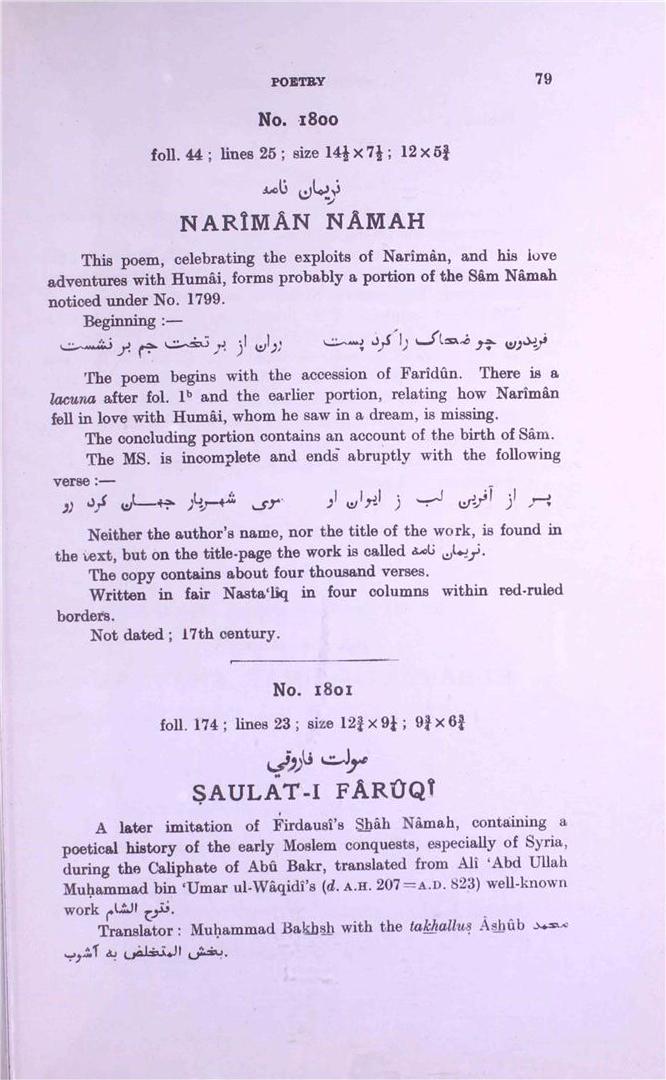 POETRY 79
No. 1800
foll. 44 ; lines 25 ; size 14½ × 7½ ; 12 × 5¾
نریمان نامه
NARÎMÂN NÂMAH
This poem, celebrating the exploits of Narîmân, and his love
adventures with Humâi, forms probably a portion of the Sâm Nâmah
noticed under No. 1799.
Beginning :—
فریدون چو ضحاک را کرد پست روان از بر تخت جم بر نشست
The poem begins with the accession of Farîdûn. There is a
lacuna after fol. 1ᵇ and the earlier portion, relating how Narîmân
fell in love with Humâi, whom he saw in a dream, is missing.
The concluding portion contains an account of the birth of Sâm.
The MS. is incomplete and ends abruptly with the following
verse :—
پر از آفرین لب ز ایوان او سوی شهریار جهان کرد رو
Neither the author's name, nor the title of the work, is found in
the text, but on the title-page the work is called نریمان نامه.
The copy contains about four thousand verses.
Written in fair Nasta‘lîq in four columns within red-ruled
borders.
Not dated ; 17th century.
No. 1801
foll. 174 ; lines 23 ; size 12¾ × 9¼ ; 9¾ × 6¾
صولت فاروقي
ṢAULAT-I FÂRÛQÎ
A later imitation of Firdausî's Shâh Nâmah, containing a
poetical history of the early Moslem conquests, especially of Syria,
during the Caliphate of Abû Bakr, translated from Alî ‘Abd Ullah
Muḥammad bin ‘Umar ul-Wâqidî's (d. A.H. 207 = A.D. 823) well-known
work فتوح الشام.
Translator : Muḥammad Bakhsh with the takhalluṣ Âshûb محمد
بخش المتخلص به آشوب.